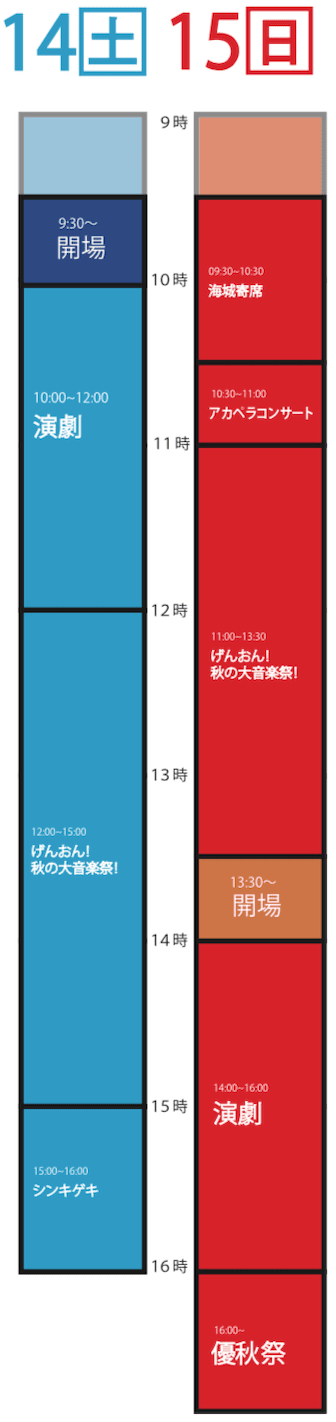 14土
15日
9時
10時
11時
12時
13時
14時
15時
16時
9:30～
開場
10:00~12:00
演劇
12:00~15:00
げんおん！
秋の大音楽祭！
15:00~16:00
シンキゲキ
09:30~10:30
海城寄席
10:30~11:00
アカペラコンサート
11:00~13:30
げんおん！
秋の大音楽祭！
13:30～
開場
14:00~16:00
演劇
16:00~
優秋祭